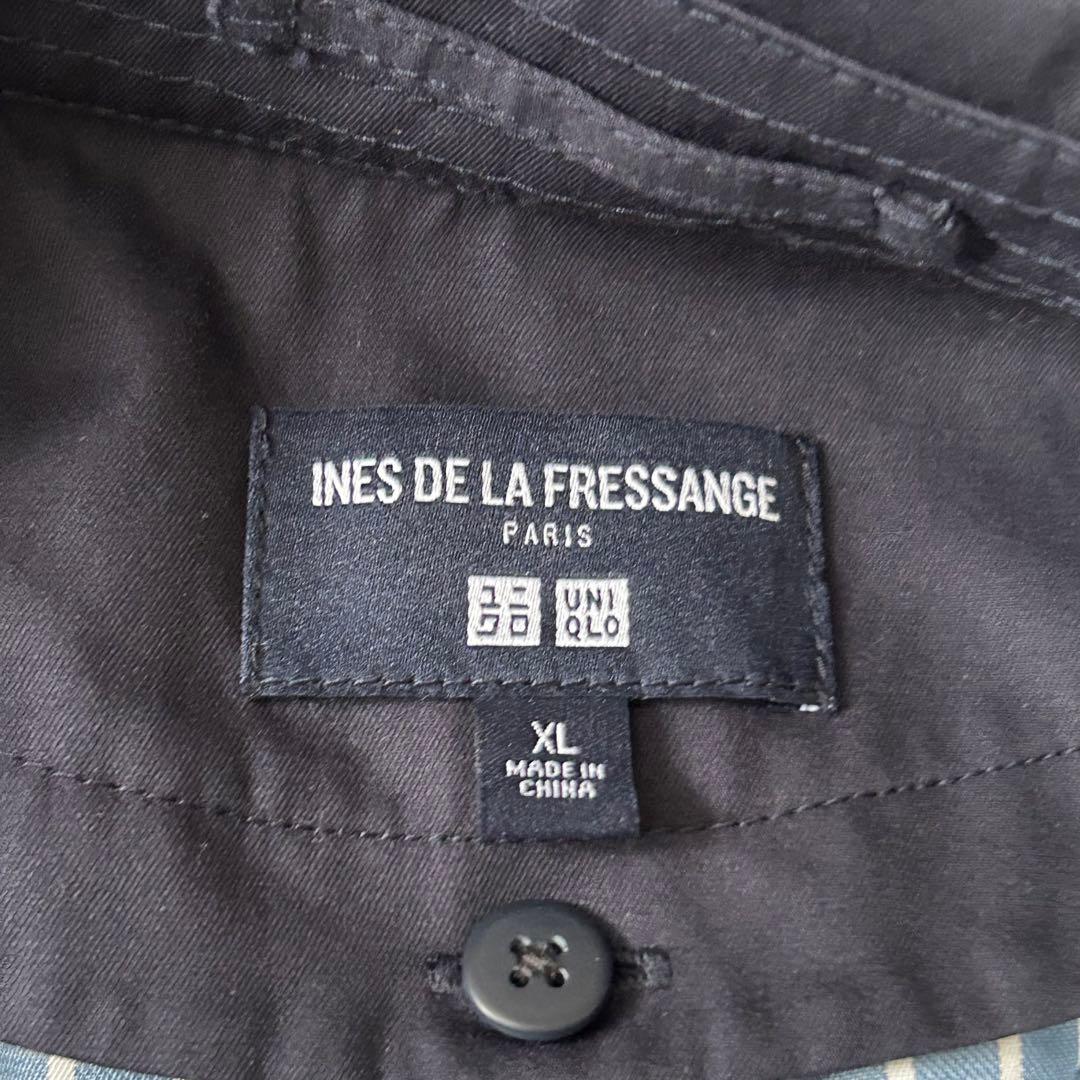 INES DE LA FRESSANGE
PARIS
ユニ UNI
クロ QLO
XL
MADE IN
CHINA